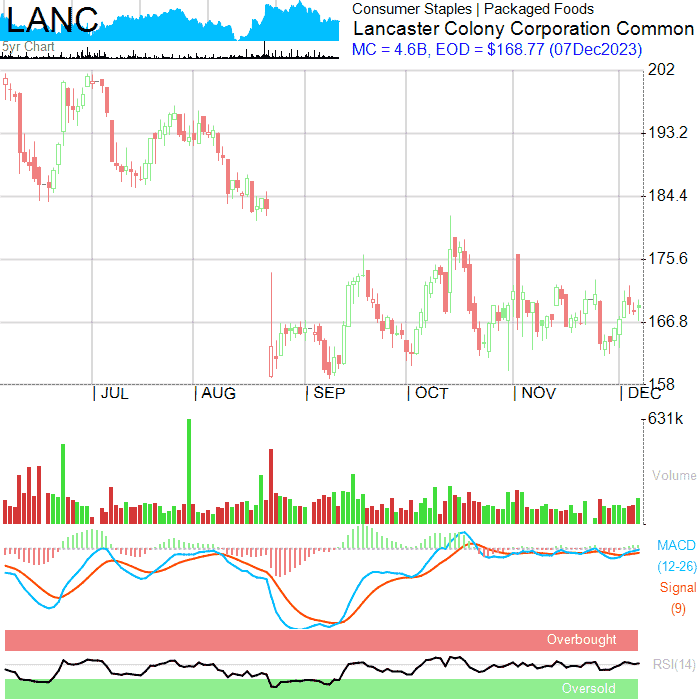 LANC
5yr Chart
Consumer Staples | Packaged Foods
Lancaster Colony Corporation Common
MC = 4.6B, EOD = $168.77 (07Dec2023)
202
193.2
184.4
175.6
166.8
158
| JUL | AUG | SEP | OCT | NOV | DEC
631k
Volume
MACD
(12-26)
Signal
(9)
Overbought
RSI(14)
Oversold